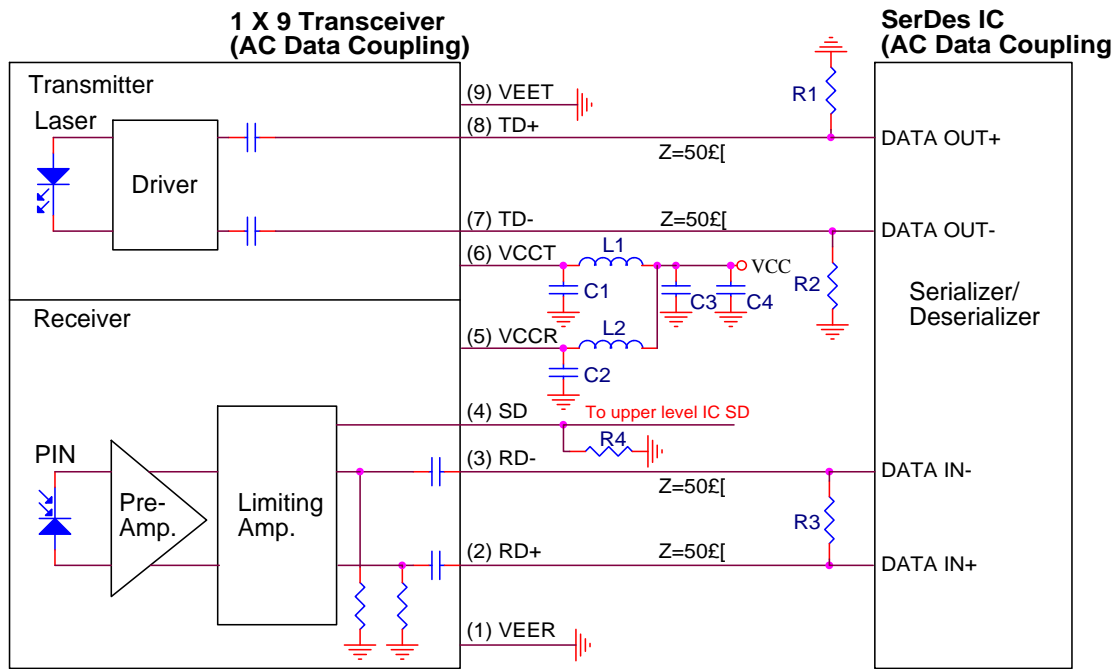 1 X 9 Transceiver
(AC Data Coupling)
SerDes IC
(AC Data Coupling
Transmitter
Laser
Driver
(9) VEET
(8) TD+
Z=50£[
R1
DATA OUT+
(7) TD-
Z=50£[
DATA OUT-
(6) VCCT
L1
VCC
C1
C3
C4
R2
Serializer/
Deserializer
Receiver
(5) VCCR
L2
C2
(4) SD
To upper level IC SD
R4
PIN
Pre-
Amp.
Limiting
Amp.
(3) RD-
Z=50£[
DATA IN-
R3
(2) RD+
Z=50£[
DATA IN+
(1) VEER